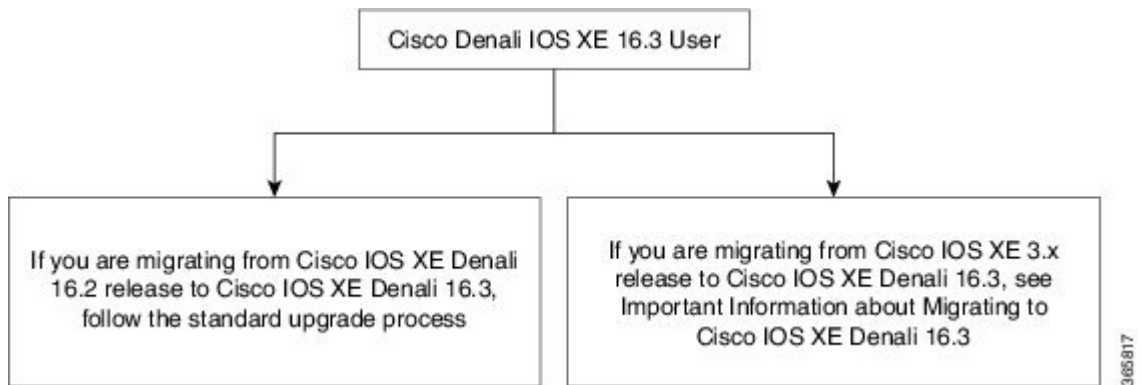 Cisco Denali IOS XE 16.3 User
If you are migrating from Cisco IOS XE Denali
16.2 release to Cisco IOS XE Denali 16.3,
follow the standard upgrade process
If you are migrating from Cisco IOS XE 3.x
release to Cisco IOS XE Denali 16.3, see
Important Information about Migrating to
Cisco IOS XE Denali 16.3
365817